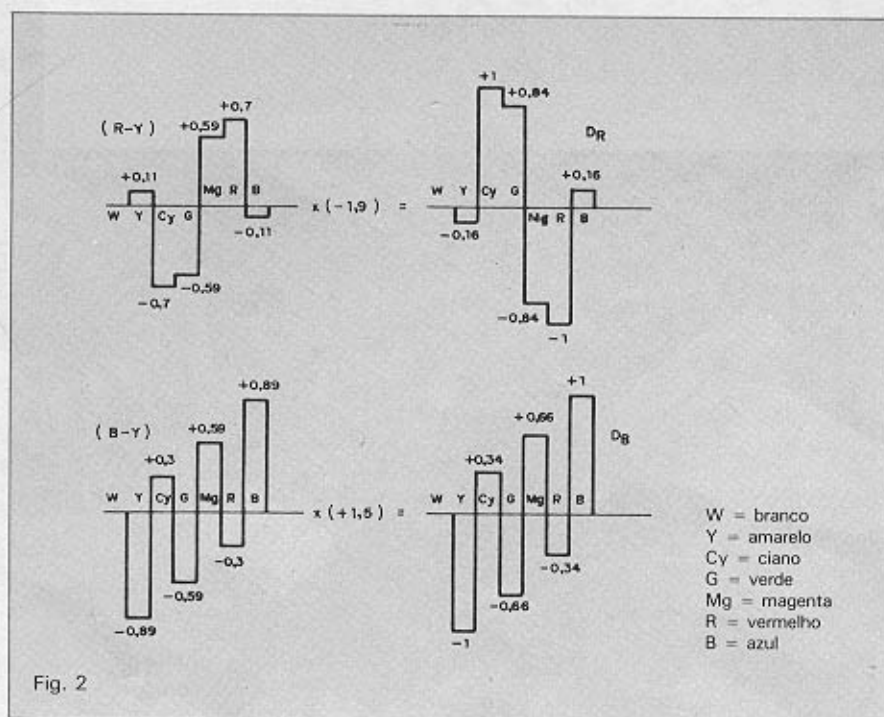 +0,7
(R-Y) +0,59
+0,11
W Y Cy G Mg R B
-0,11
-0,7 -0,59
x (-1,9) =
+1 +0,84
DR
+0,16
W Y Cy G Mg R B
-0,16
-0,84
-1
+0,89
(B-Y) +0,59
+0,3
W Y Cy G Mg R B
-0,3
-0,59
-0,89
x (+1,5) =
+1
+0,66 DB
+0,34
W Y Cy G Mg R B
-0,34
-0,66
-1
W = branco
Y = amarelo
Cy = ciano
G = verde
Mg = magenta
R = vermelho
B = azul
Fig. 2